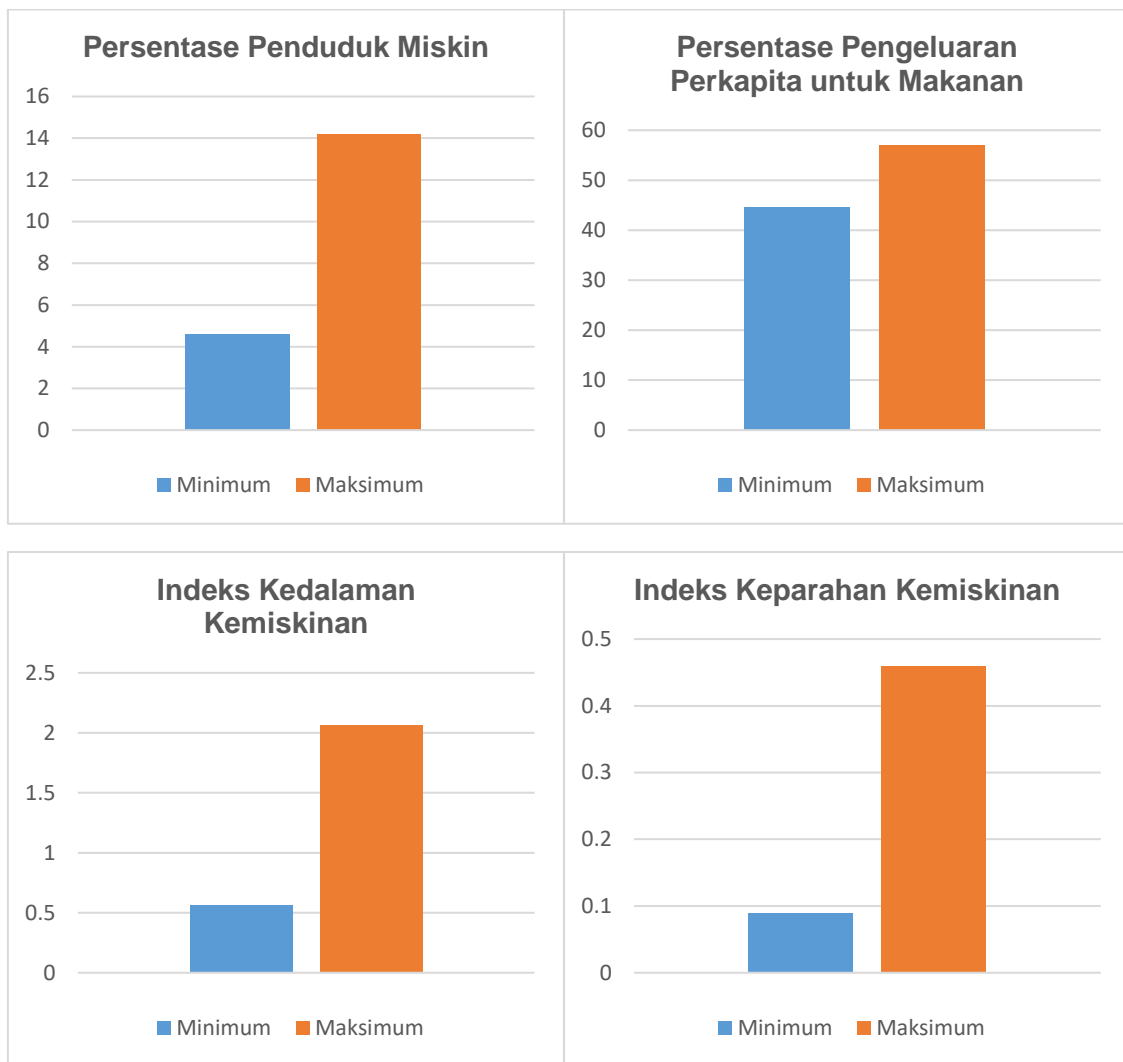 Persentase Penduduk Miskin
16
14
12
10
8
6
4
2
0
Minimum Maksimum
Persentase Pengeluaran
Perkapita untuk Makanan
60
50
40
30
20
10
0
Minimum Maksimum
Indeks Kedalaman
Kemiskinan
2.5
2
1.5
1
0.5
0
Minimum Maksimum
Indeks Keparahan Kemiskinan
0.5
0.4
0.3
0.2
0.1
0
Minimum Maksimum